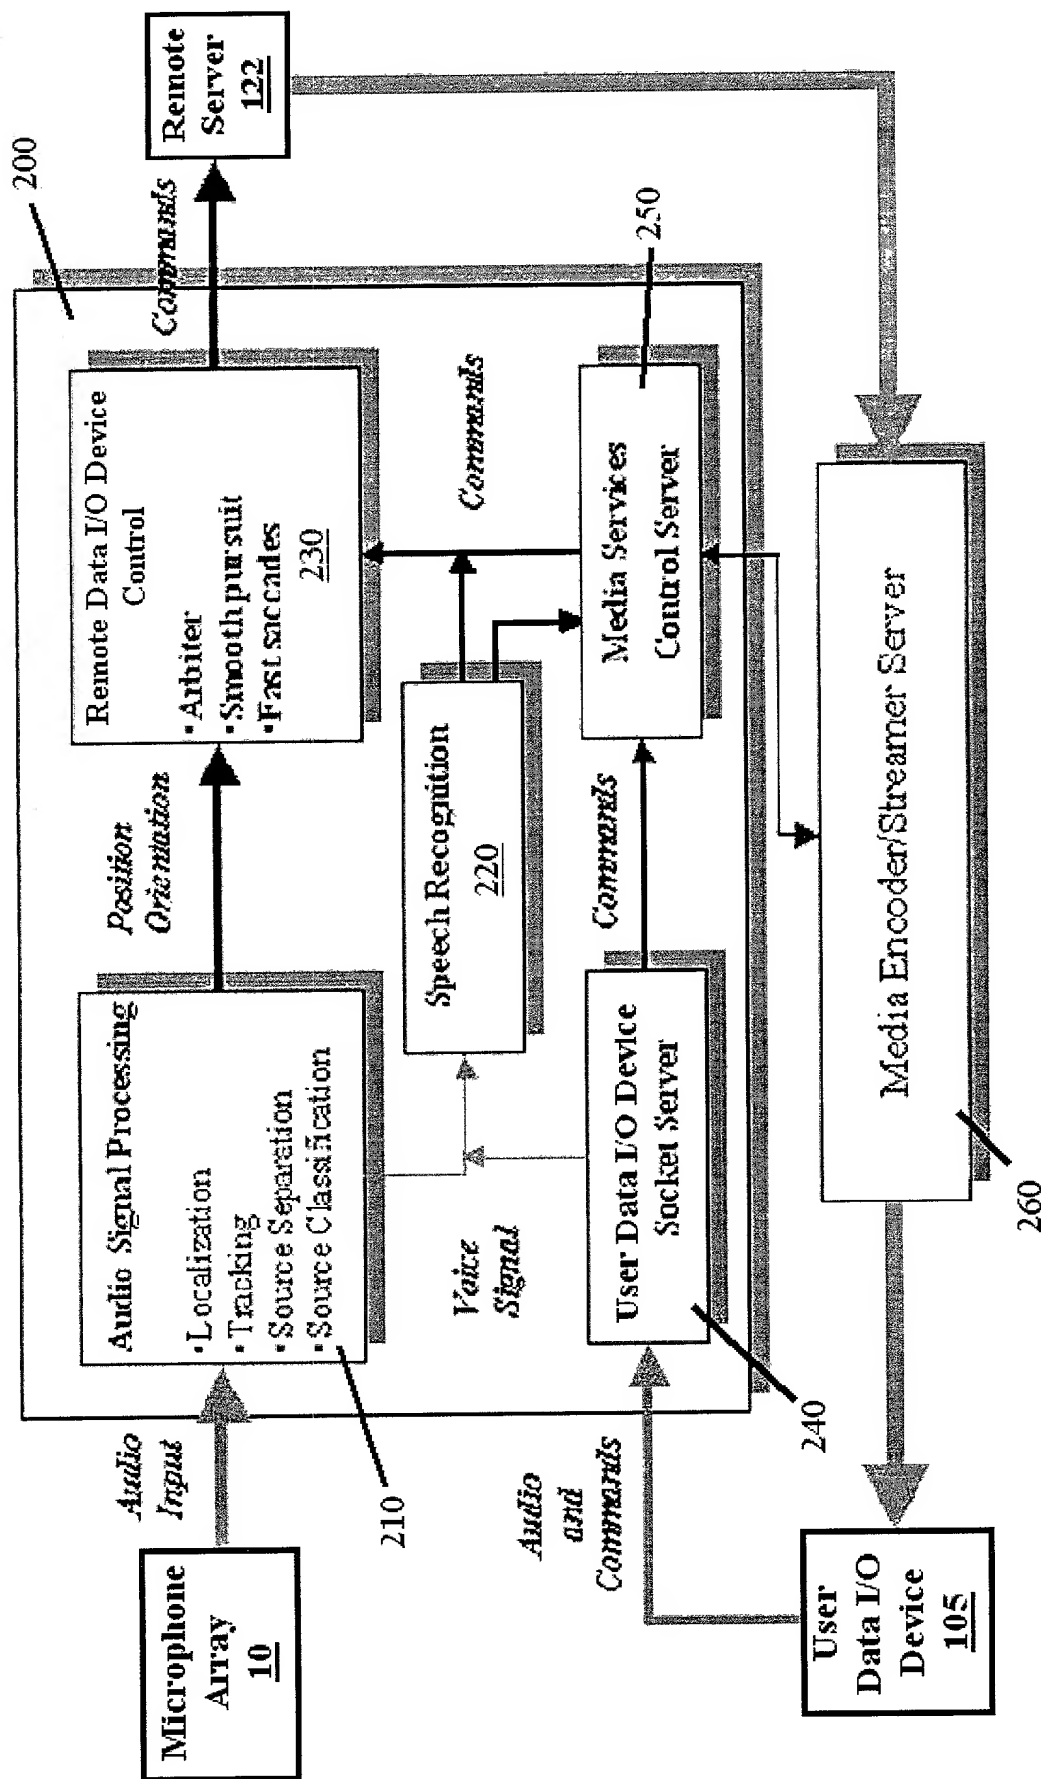 Microphone
Array
10
Audio
Input
210
Audio Signal Processing
•Localization
•Tracking
•Source Separation
•Source Classification
Position
Orientation
Remote Data I/O Device
Control
•Arbiter
•Smooth pursuit
•Fast saccades
230
Commands
200
Remote
Server
122
Voice
Signal
Speech Recognition
220
Commands
Audio
and
Commands
User Data I/O Device
Socket Server
240
Commands
Media Services
Control Server
250
User
Data I/O
Device
105
Media Encoder/Streamer Server
260